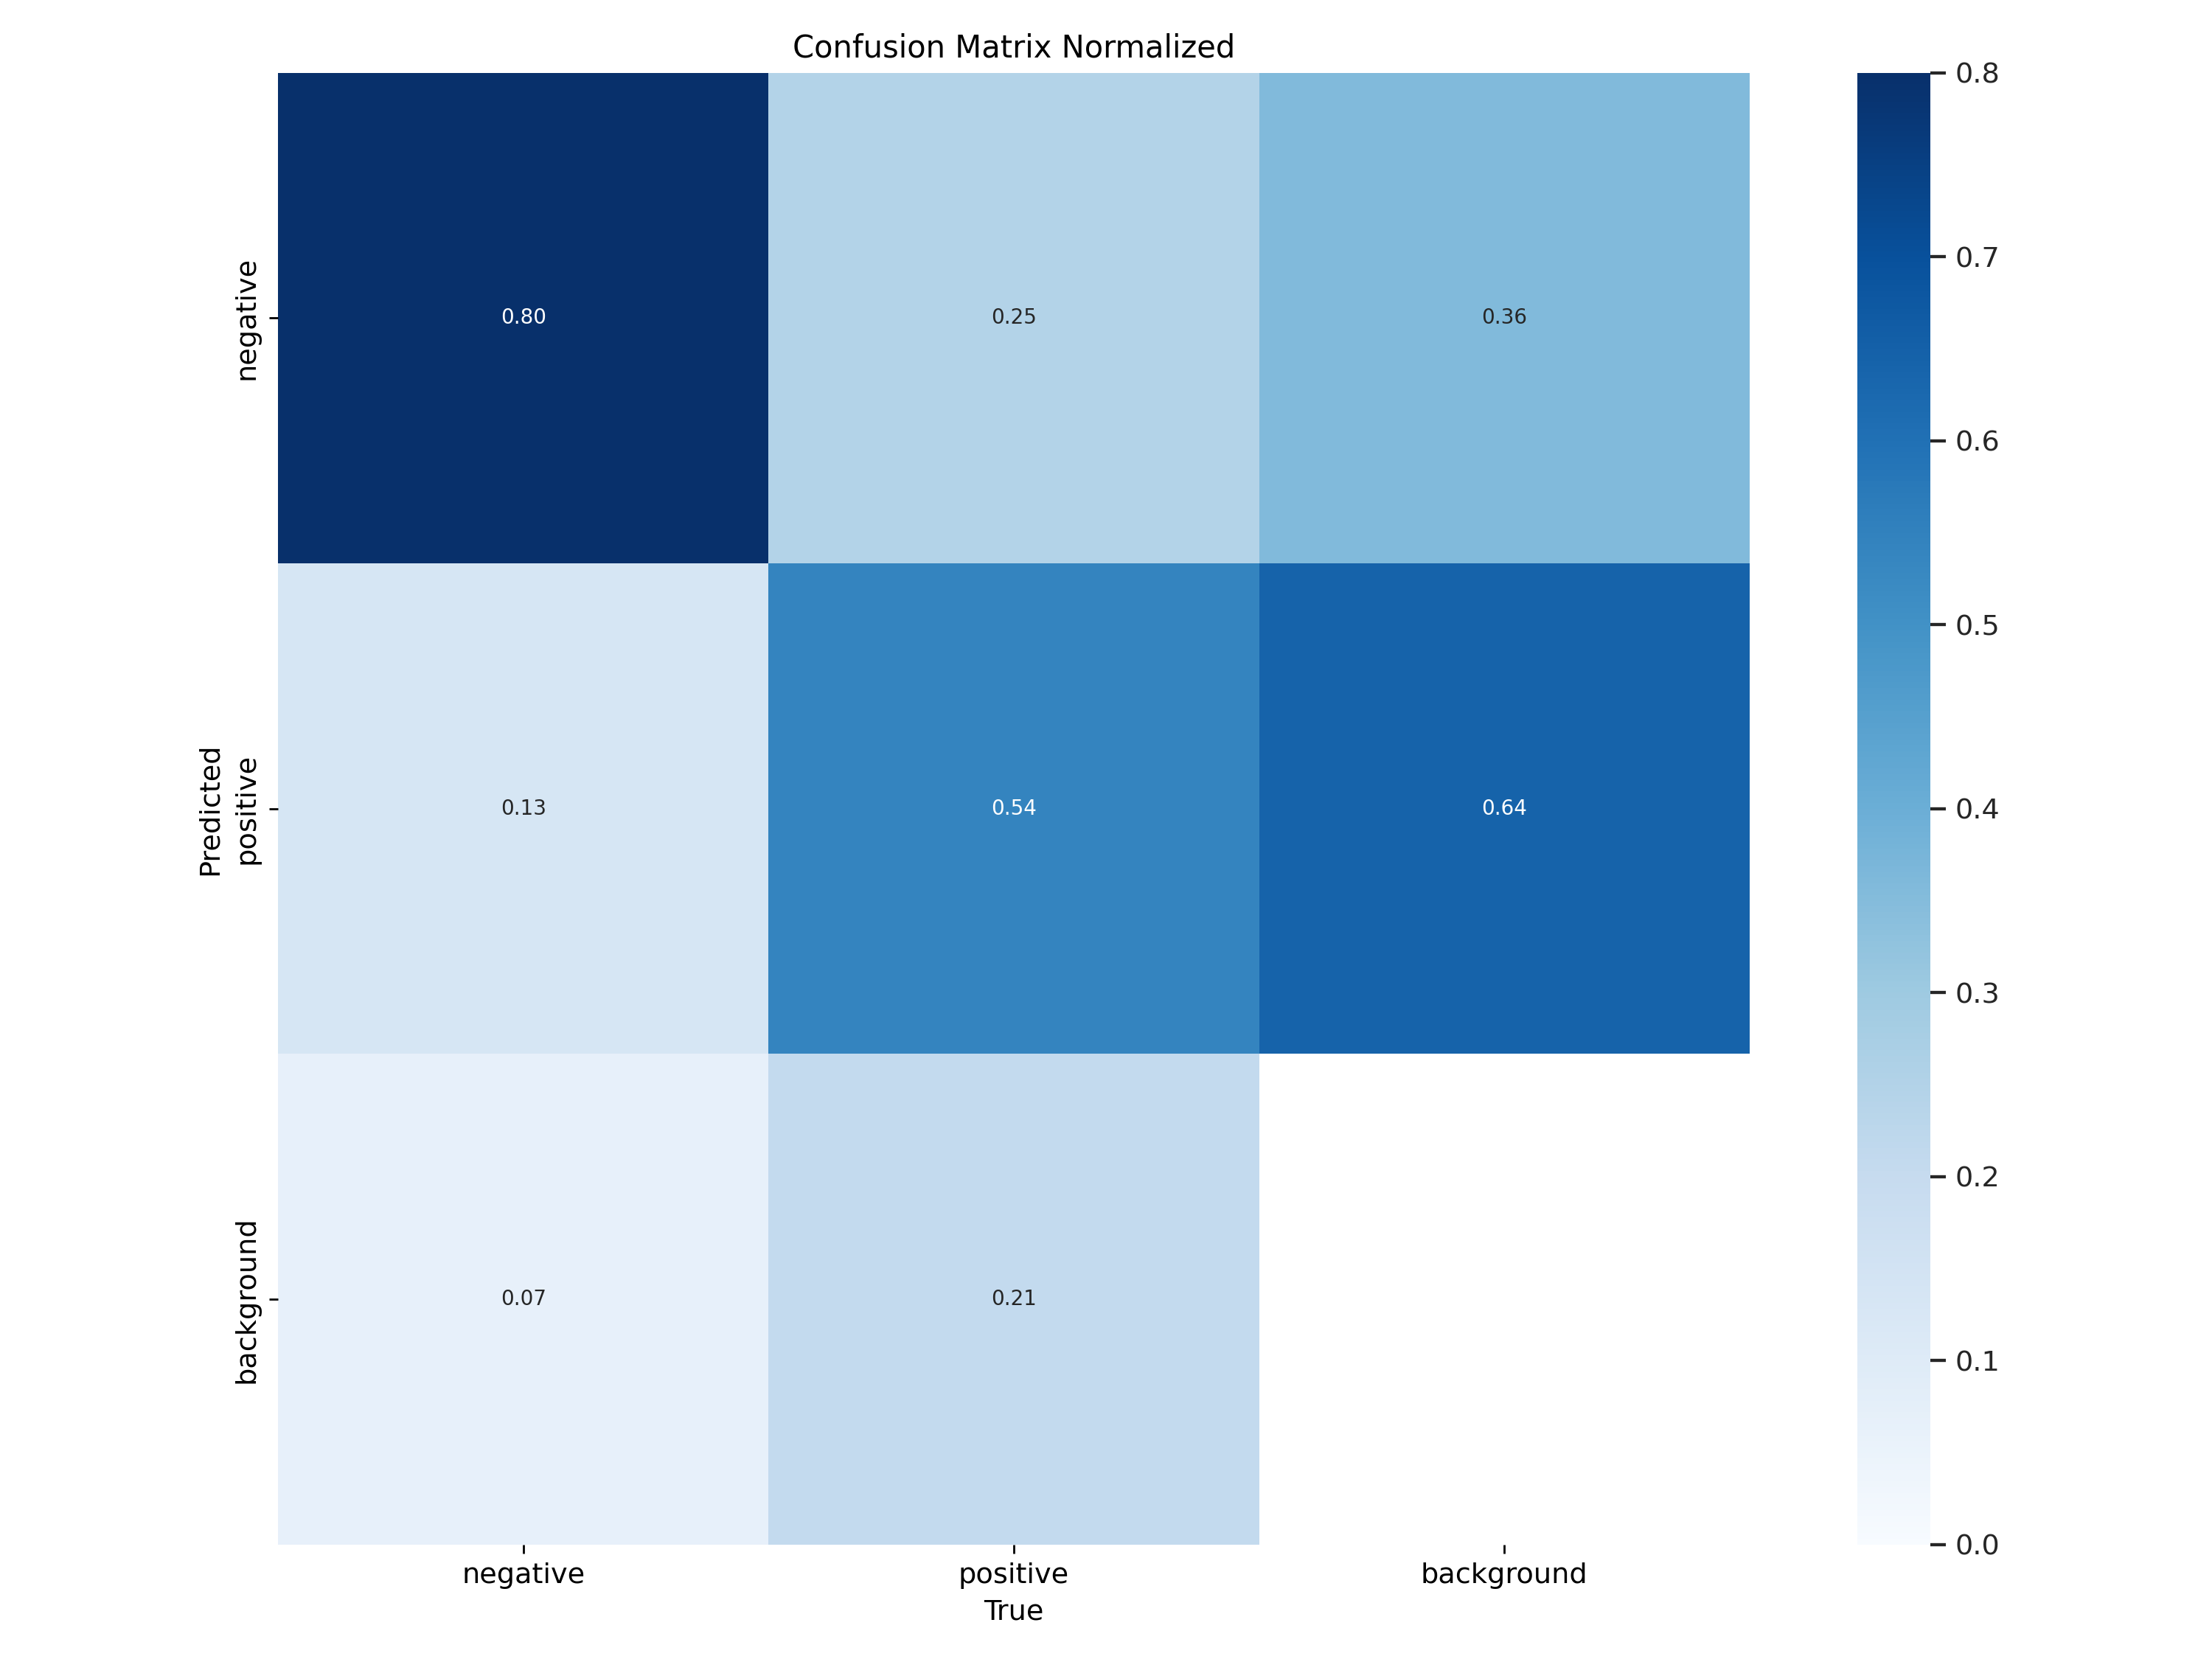 Confusion Matrix Normalized
Predicted
negative
0.80
0.25
0.36
positive
0.13
0.54
0.64
background
0.07
0.21
negative
positive
background
True
0.8
0.7
0.6
0.5
0.4
0.3
0.2
0.1
0.0